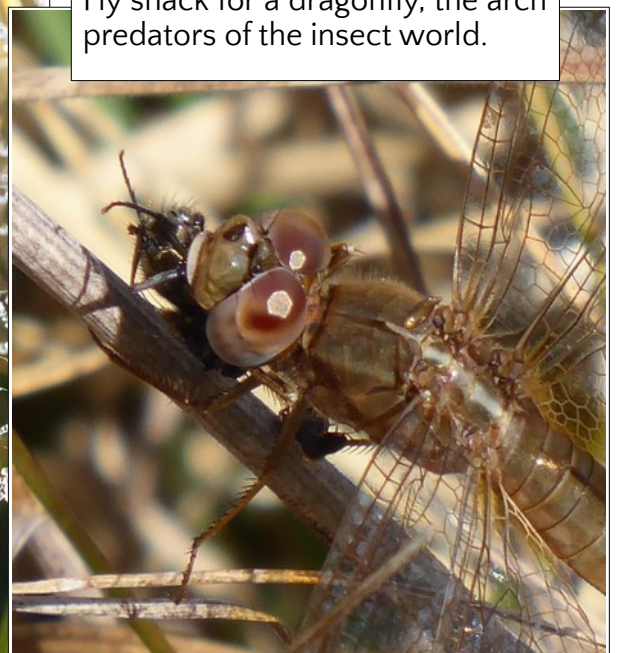 Fly snack for a dragonfly, the arch
predators of the insect world.